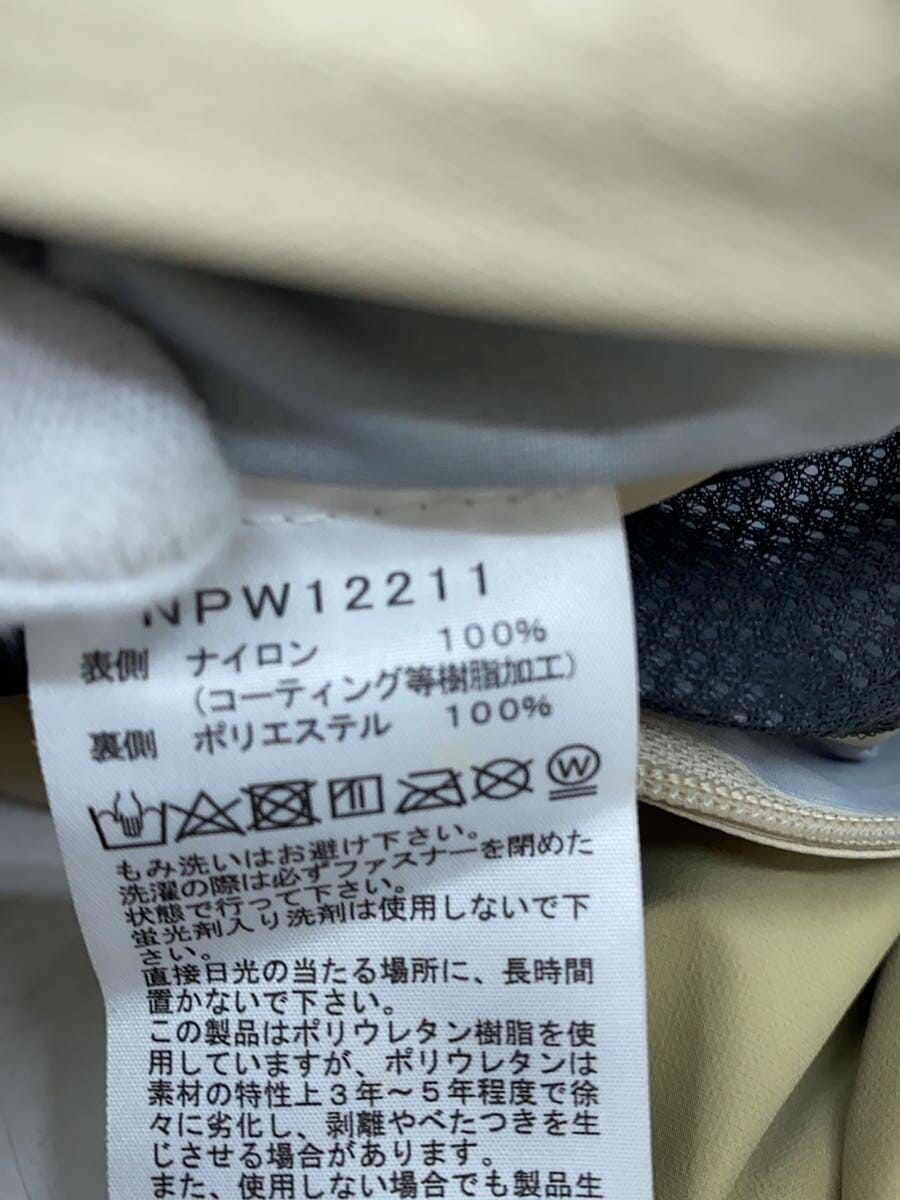 NPW12211
表側 ナイロン 100%
(コーティング等樹脂加工)
裏側 ポリエステル 100%
W
もみ洗いはお避け下さい。
洗濯の際は必ずファスナーを閉めた
状態で行って下さい。
蛍光剤入り洗剤は使用しないで下
さい。
直接日光の当たる場所に、長時間
置かないで下さい。
この製品はポリウレタン樹脂を使
用していますが、ポリウレタンは
素材の特性上3年〜5年程度で徐
々に劣化し、剥離やべたつきを生
じさせる場合があります。
また、使用しない場合でも製品生